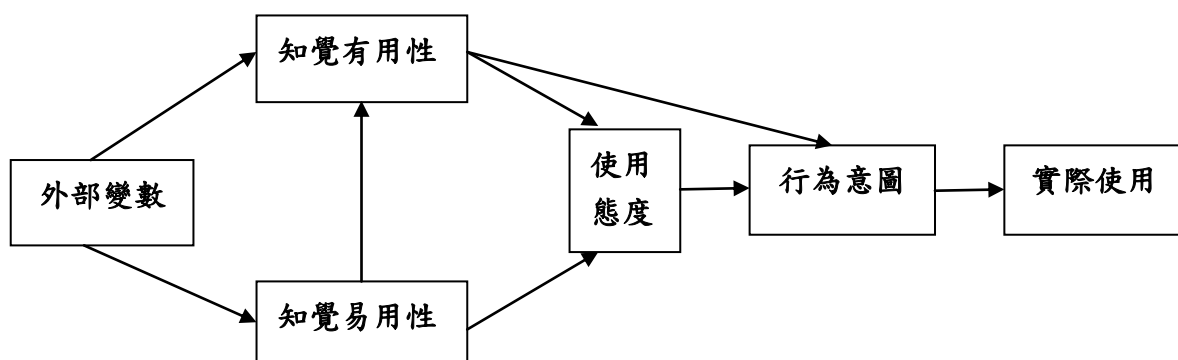 知覺有用性
外部變數
使用
態度
行為意圖
實際使用
知覺易用性